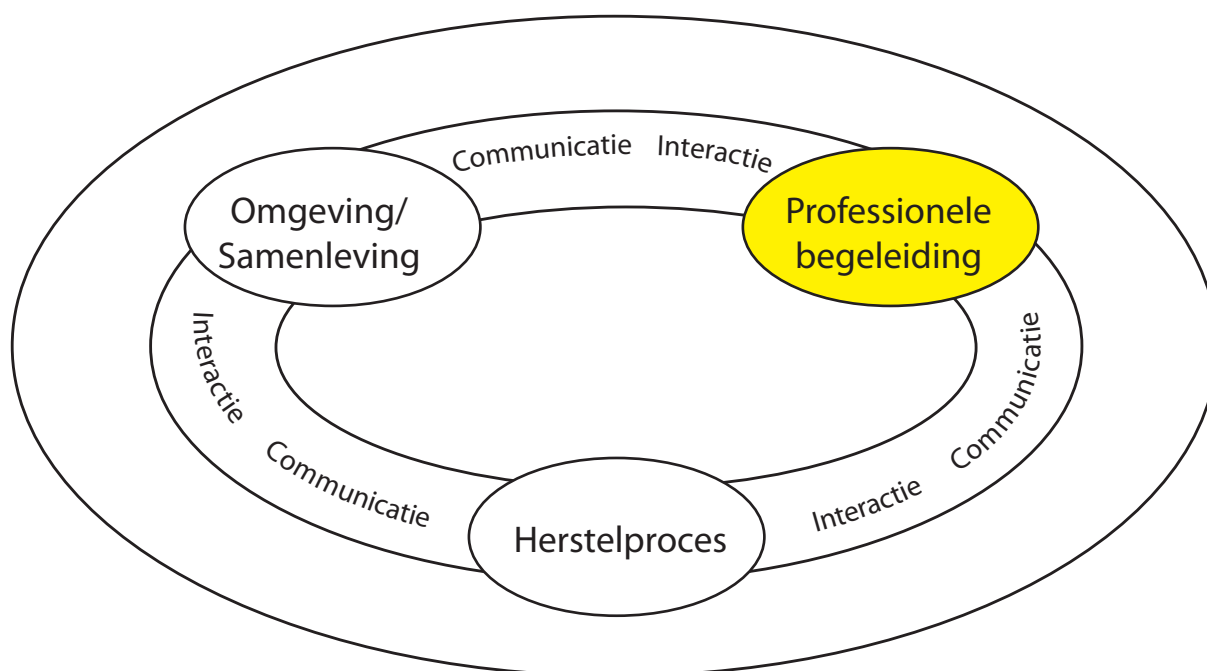 Communicatie Interactie
Omgeving/
Samenleving
Professionele
begeleiding
Interactie
Communicatie
Communicatie
Interactie
Herstelproces